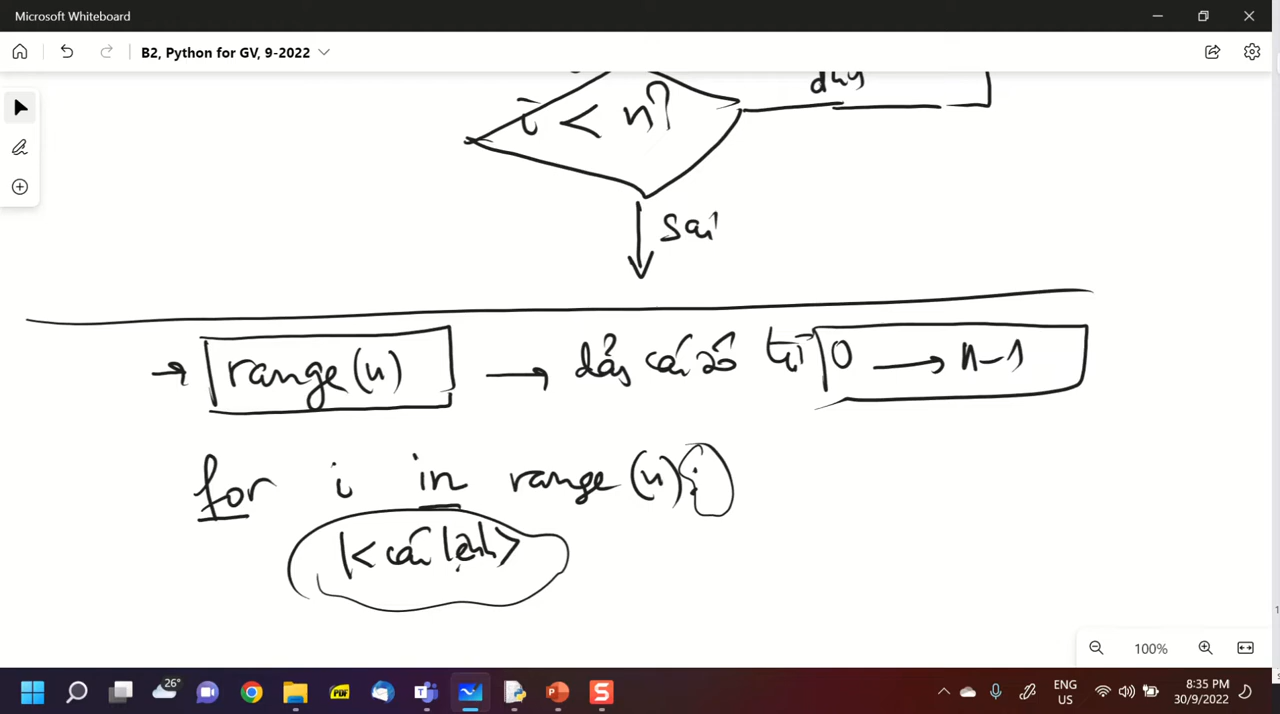 Microsoft Whiteboard
B2, Python for GV, 9-2022
i < n?
sai
→ range(n) → dãy các số từ 0 → n-1
for i in range(n):
<câu lệnh>
100%
26°
ENG
US
8:35 PM
30/9/2022